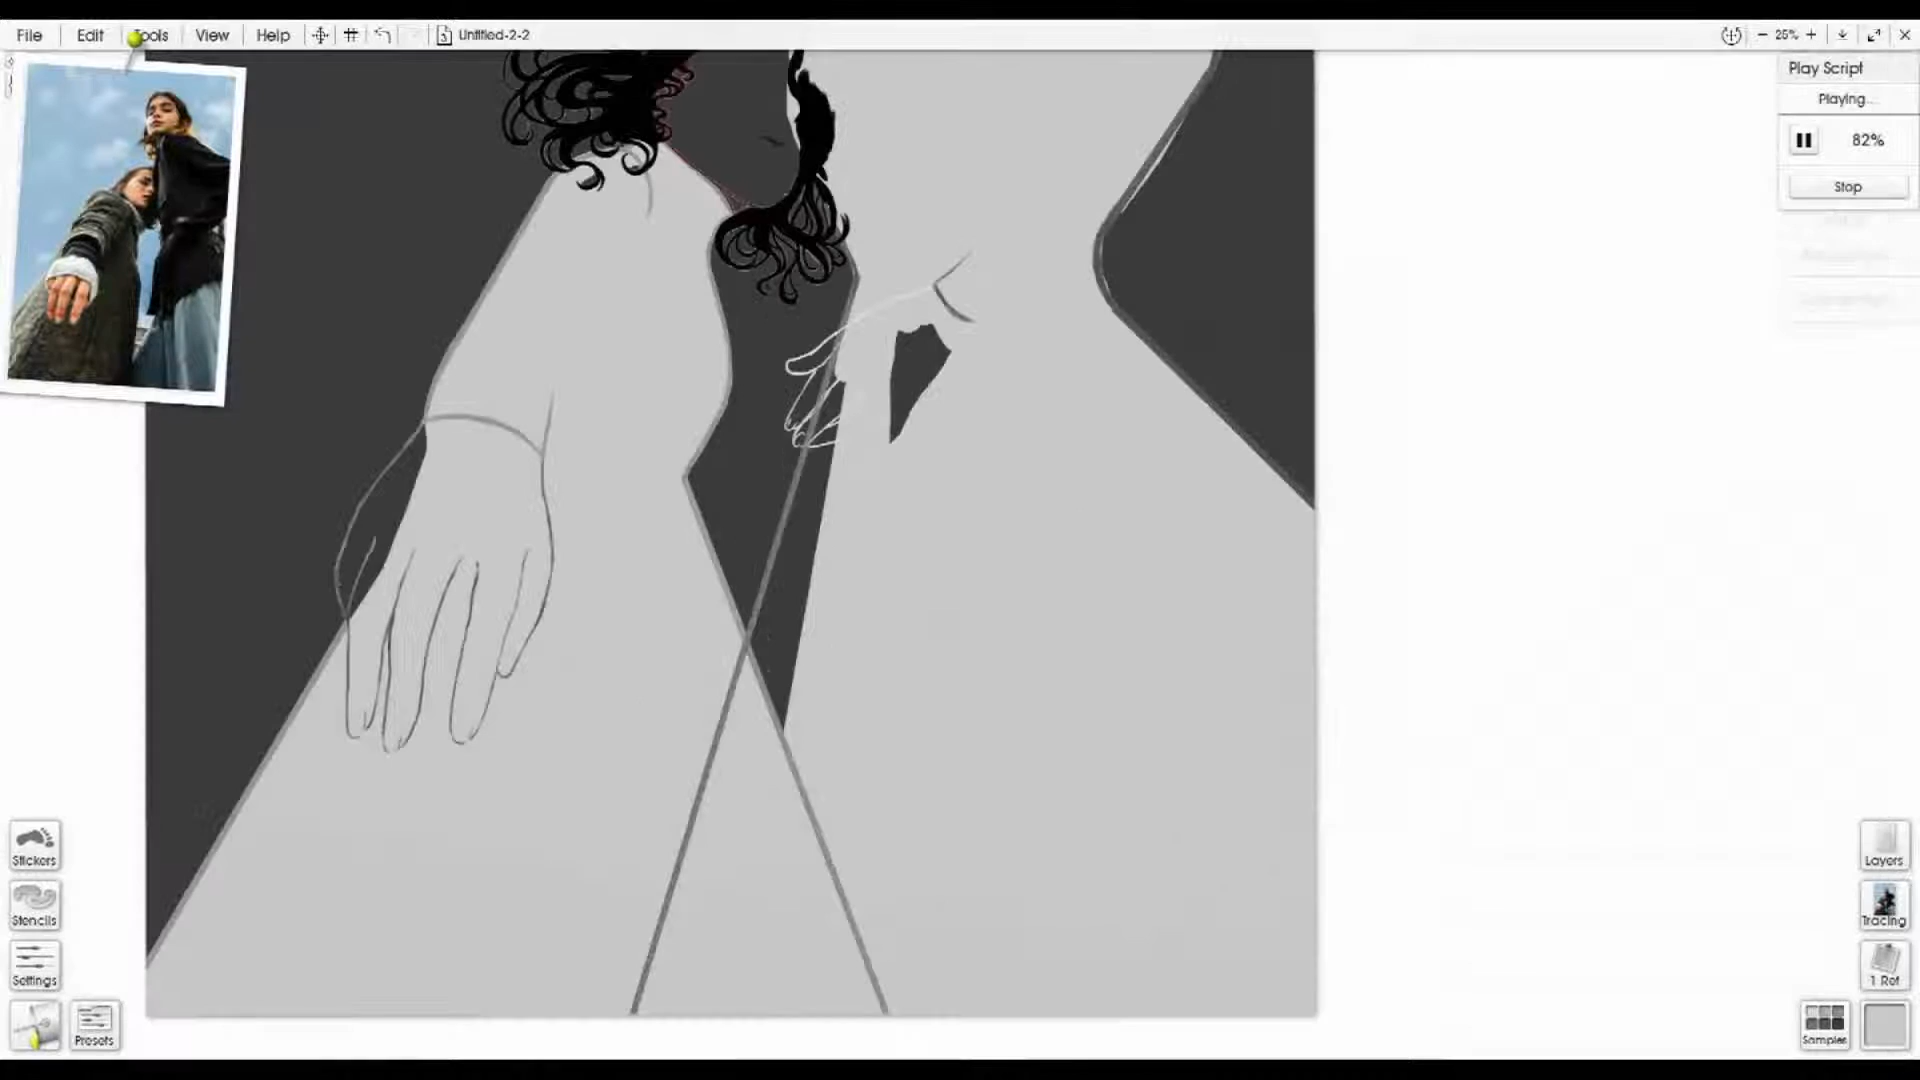 File Edit Tools View Help Untitled-2-2 25%
Play Script
Playing...
82%
Stop
Stickers
Stencils
Settings
Presets
Layers
Tracing
1 Ref
Samples